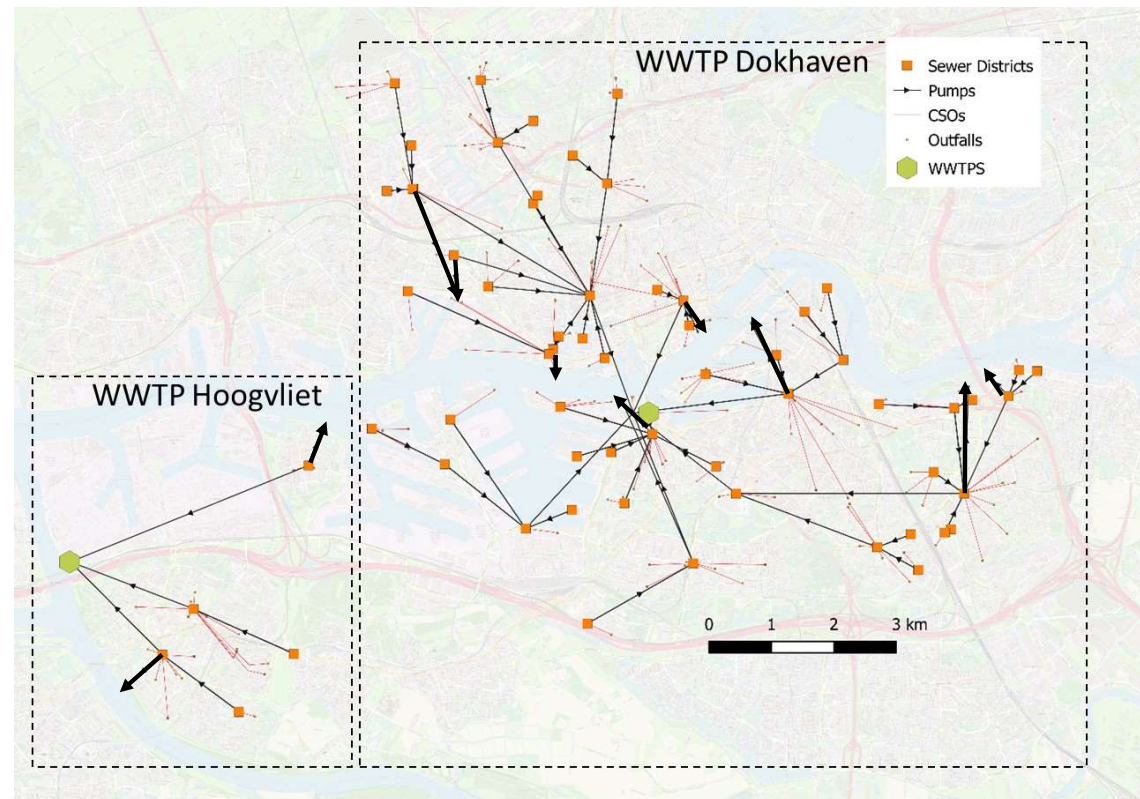 WWTP Dokhaven
Sewer Districts
Pumps
CSOs
Outfalls
WWTPS
WWTP Hoogvliet
0 1 2 3 km